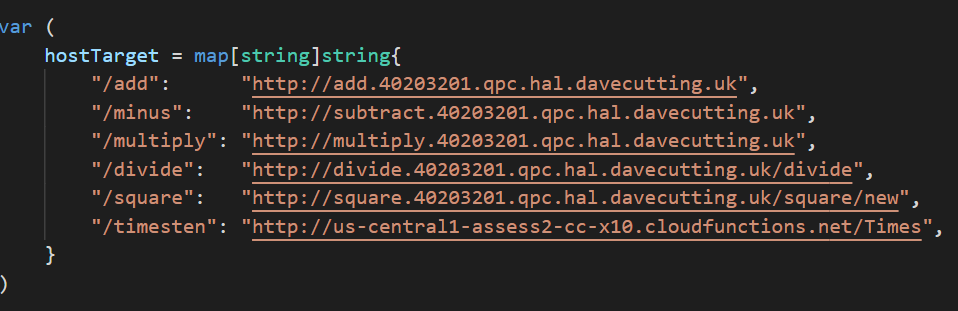 var (
    hostTarget = map[string]string{
        "/add":      "http://add.40203201.qpc.hal.davecutting.uk",
        "/minus":    "http://subtract.40203201.qpc.hal.davecutting.uk",
        "/multiply": "http://multiply.40203201.qpc.hal.davecutting.uk",
        "/divide":   "http://divide.40203201.qpc.hal.davecutting.uk/divide",
        "/square":   "http://square.40203201.qpc.hal.davecutting.uk/square/new",
        "/timesten": "http://us-central1-assess2-cc-x10.cloudfunctions.net/Times",
    }
)